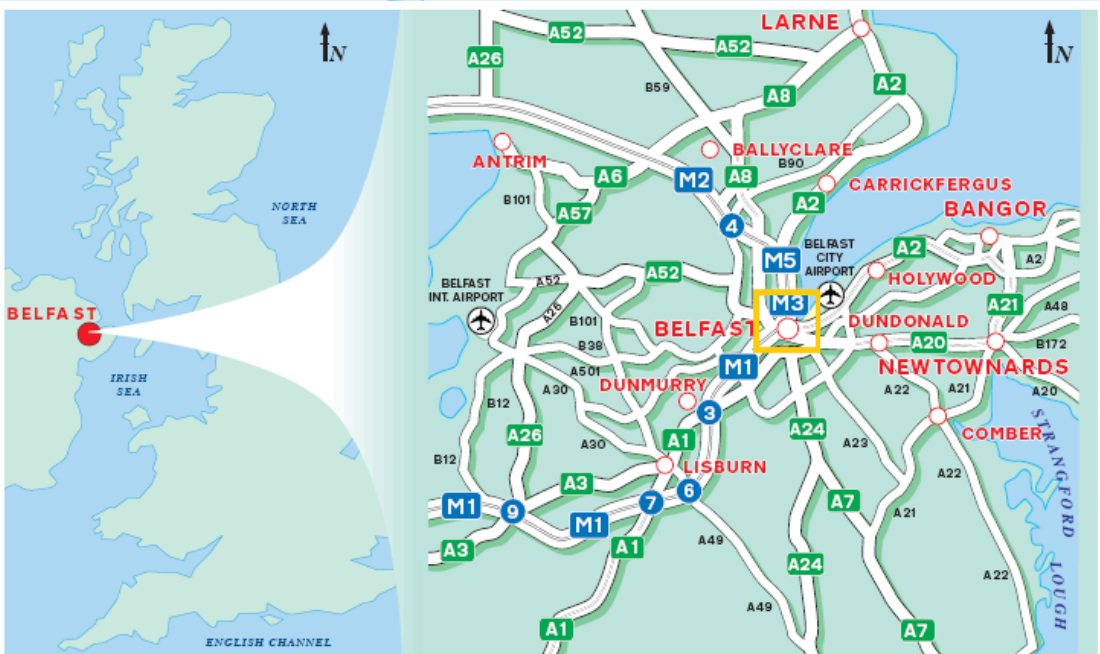 N
NORTH
SEA
BELFAST
IRISH
SEA
ENGLISH CHANNEL
LARNE
N
A52
A52
A26
B59
A8
A2
ANTRIM
BALLYCLARE
B90
A6
M2
A8
CARRICKFERGUS
B101
A57
A2
BANGOR
4
BELFAST
CITY
AIRPORT
A2
A2
M5
A52
HOLYWOOD
BELFAST
INT. AIRPORT
A52
M3
A21
A48
A26
B101
BELFAST
DUNDONALD
A20
B172
B38
M1
NEWTOWNARDS
A501
DUNMURRY
A30
A22
A21
A20
B12
3
A24
COMBER
A26
A1
A30
A23
LISBURN
B12
A3
6
A22
STRANGFORD
LOUGH
M1
9
M1
7
A7
A21
A3
A1
A49
A24
A22
A49
A1
A7